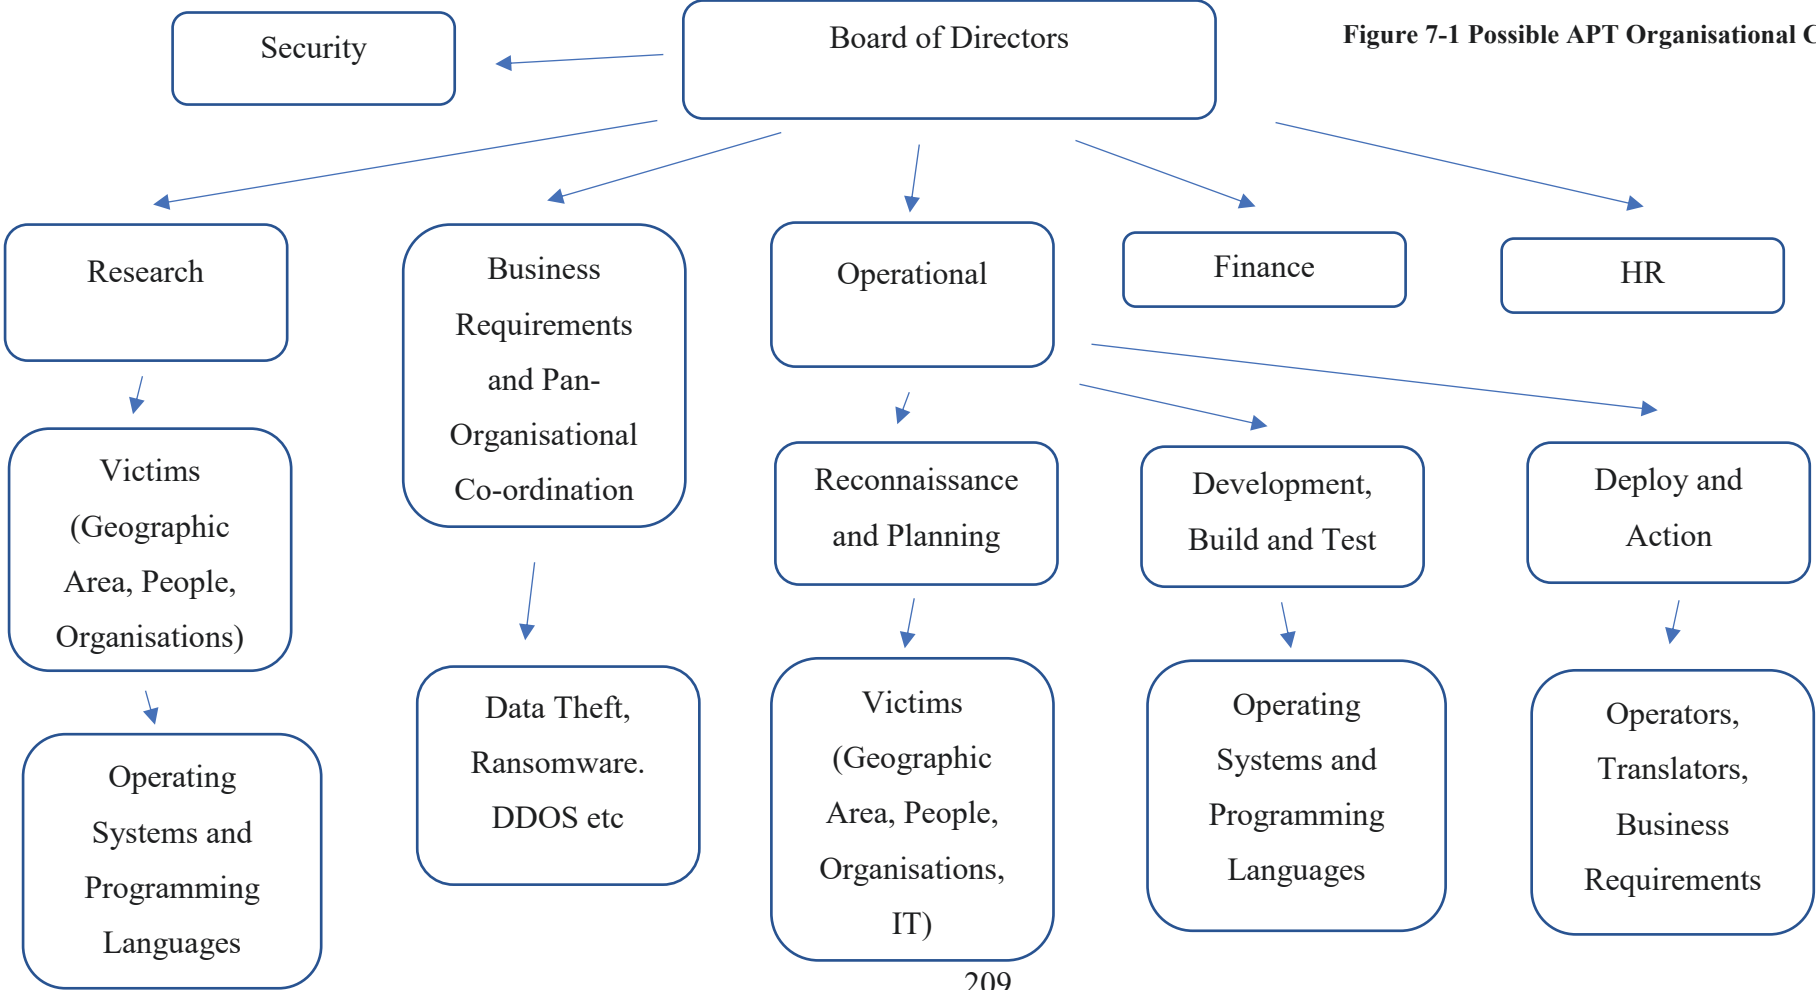 Security
Board of Directors
Figure 7-1 Possible APT Organisational
Research
Business
Requirements
and Pan-
Organisational
Co-ordination
Operational
Finance
HR
Victims
(Geographic
Area, People,
Organisations)
Reconnaissance
and Planning
Development,
Build and Test
Deploy and
Action
Operating
Systems and
Programming
Languages
Data Theft,
Ransomware.
DDOS etc
Victims
(Geographic
Area, People,
Organisations,
IT)
Operating
Systems and
Programming
Languages
Operators,
Translators,
Business
Requirements
209